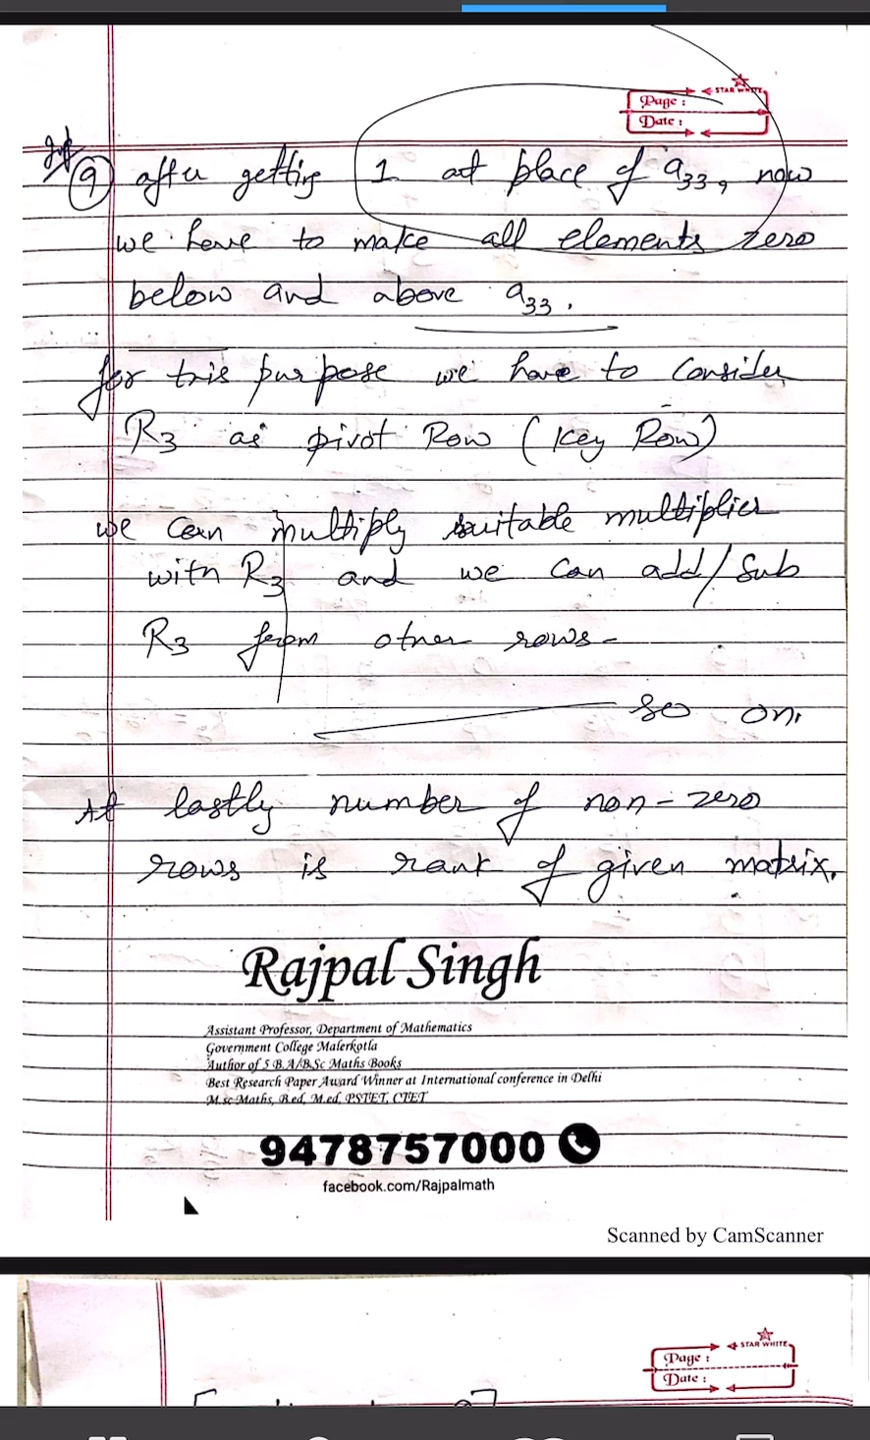 STAR WHITE
Page :
Date :
9 after getting 1 at place of a33, now
we have to make all elements zero
below and above a33.
for this purpose we have to consider
R3 as pivot Row (Key Row)
we can multiply suitable multiplier
with R3 and we can add/sub
R3 from other rows-
so on.
At lastly number of non-zero
rows is rank of given matrix.
Rajpal Singh
Assistant Professor, Department of Mathematics
Government College Malerkotla
Author of 5 B.A/B.Sc Maths Books
Best Research Paper Award Winner at International conference in Delhi
M.sc Maths, B.ed, M.ed, PSTET, CTET
9478757000
facebook.com/Rajpalmath
Scanned by CamScanner
STAR WHITE
Page :
Date :